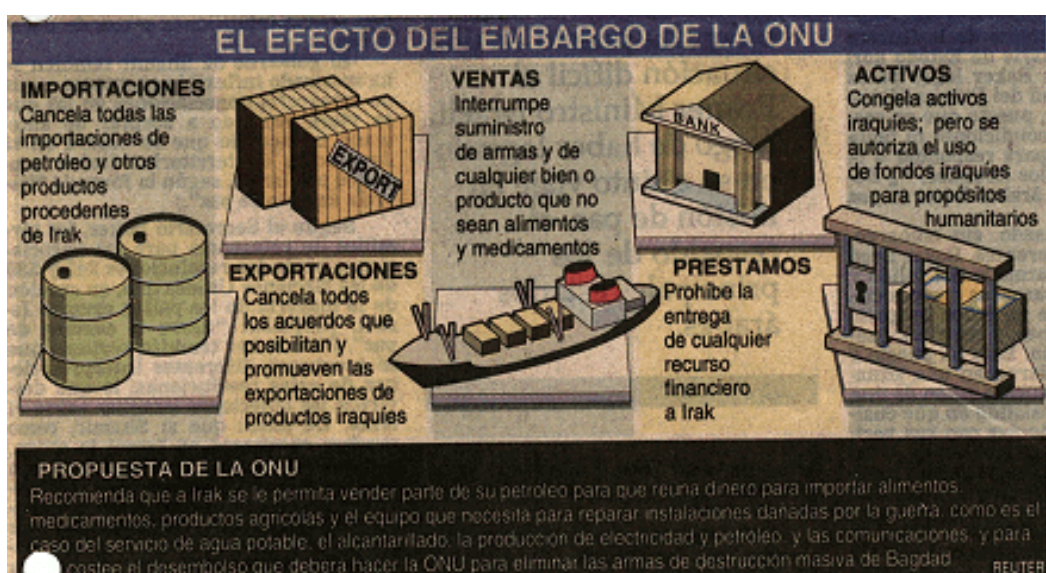 EL EFECTO DEL EMBARGO DE LA ONU
IMPORTACIONES
Cancela todas las
importaciones de
petróleo y otros
productos
procedentes
de Irak
EXPORT
EXPORTACIONES
Cancela todos
los acuerdos que
posibilitan y
promueven las
exportaciones de
productos iraquíes
VENTAS
Interrumpe
suministro
de armas y de
cualquier bien o
producto que no
sean alimentos
y medicamentos
BANK
PRESTAMOS
Prohíbe la
entrega
de cualquier
recurso
financiero
a Irak
ACTIVOS
Congela activos
iraquíes; pero se
autoriza el uso
de fondos iraquíes
para propósitos
humanitarios
PROPUESTA DE LA ONU
Recomienda que a Irak se le permita vender parte de su petróleo para que reúna dinero para importar alimentos,
medicamentos, productos agrícolas y el equipo que necesita para reparar instalaciones dañadas por la guerra, como es el
caso del servicio de agua potable, el alcantarillado, la producción de electricidad y petróleo, y las comunicaciones, y para
costee el desembolso que deberá hacer la ONU para eliminar las armas de destrucción masiva de Bagdad
REUTER